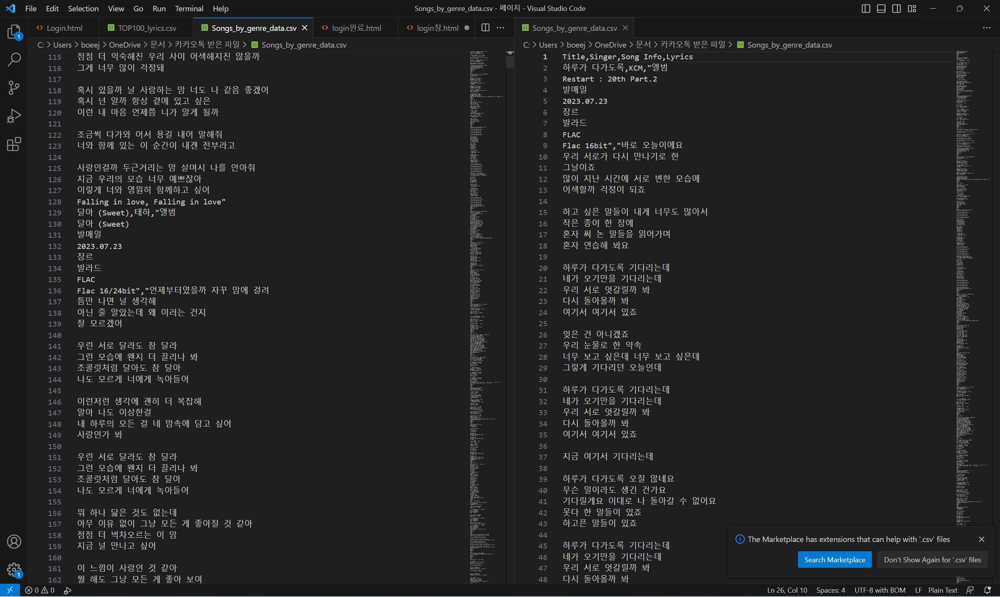 File Edit Selection View Go Run Terminal Help
Songs_by_genre_data.csv - 페이지 - Visual Studio Code
Login.html
TOP100_lyrics.csv
Songs_by_genre_data.csv
login완료.html
login창.html
Songs_by_genre_data.csv
C: > Users > boeej > OneDrive > 문서 > 카카오톡 받은 파일 > Songs_by_genre_data.csv
115 점점 더 익숙해진 우리 사이 어색해지진 않을까
116 그게 너무 많이 걱정돼
117
118 혹시 있을까 날 사랑하는 맘 너도 나 같음 좋겠어
119 혹시 넌 알까 항상 곁에 있고 싶은
120 이런 내 마음 언제쯤 니가 알게 될까
121
122 조금씩 다가와 어서 용길 내어 말해줘
123 너와 함께 있는 이 순간이 내겐 전부라고
124
125 사랑인걸까 두근거리는 맘 살며시 나를 안아줘
126 지금 우리의 모습 너무 예쁘잖아
127 이렇게 너와 영원히 함께하고 싶어
128 Falling in love, Falling in love"
129 달아 (Sweet),태하,"앨범
130 달아 (Sweet)
131 발매일
132 2023.07.23
133 장르
134 발라드
135 FLAC
136 Flac 16/24bit","언제부터였을까 자꾸 맘에 걸려
137 틈만 나면 널 생각해
138 아닌 줄 알았는데 왜 이러는 건지
139 잘 모르겠어
140
141 우린 서로 달라도 참 달라
142 그런 모습에 왠지 더 끌리나 봐
143 초콜릿처럼 달아도 참 달아
144 나도 모르게 너에게 녹아들어
145
146 이런저런 생각에 괜히 더 복잡해
147 알아 나도 이상한걸
148 내 하루의 모든 걸 네 맘속에 담고 싶어
149 사랑인가 봐
150
151 우린 서로 달라도 참 달라
152 그런 모습에 왠지 더 끌리나 봐
153 초콜릿처럼 달아도 참 달아
154 나도 모르게 너에게 녹아들어
155
156 뭐 하나 닮은 것도 없는데
157 아무 이유 없이 그냥 모든 게 좋아질 것 같아
158 점점 더 벅차오르는 이 맘
159 지금 널 만나고 싶어
160
161 이 느낌이 사랑인 것 같아
162 뭘 해도 그냥 모든 게 좋아 보여
C: > Users > boeej > OneDrive > 문서 > 카카오톡 받은 파일 > Songs_by_genre_data.csv
1 Title,Singer,Song Info,Lyrics
2 하루가 다가도록,KCM,"앨범
3 Restart : 20th Part.2
4 발매일
5 2023.07.23
6 장르
7 발라드
8 FLAC
9 Flac 16bit","바로 오늘이에요
10 우리 서로가 다시 만나기로 한
11 그날이죠
12 많이 지난 시간에 서로 변한 모습에
13 어색할까 걱정이 되죠
14
15 하고 싶은 말들이 내게 너무도 많아서
16 작은 종이 한 장에
17 혼자 써 논 말들을 읽어가며
18 혼자 연습해 봐요
19
20 하루가 다가도록 기다리는데
21 네가 오기만을 기다리는데
22 우리 서로 엇갈릴까 봐
23 다시 돌아올까 봐
24 여기서 여기서 있죠
25
26 잊은 건 아니겠죠
27 우리 눈물로 한 약속
28 너무 보고 싶은데 너무 보고 싶은데
29 그렇게 기다리던 오늘인데
30
31 하루가 다가도록 기다리는데
32 네가 오기만을 기다리는데
33 우리 서로 엇갈릴까 봐
34 다시 돌아올까 봐
35 여기서 여기서 있죠
36
37 지금 여기서 기다리는데
38
39 하루가 다가도록 오질 않네요
40 무슨 일이라도 생긴 건가요
41 기다릴게요 이대로 나 돌아갈 수 없어요
42 못다 한 말들이 있죠
43 하고픈 말들이 있죠
44
45 하루가 다가도록 기다리는데
46 네가 오기만을 기다리는데
47 우리 서로 엇갈릴까 봐
48 다시 돌아올까 봐
The Marketplace has extensions that can help with '.csv' files
Search Marketplace
Don't Show Again for '.csv' files
1
1
0 0
Ln 26, Col 10 Spaces: 4 UTF-8 with BOM LF Plain Text